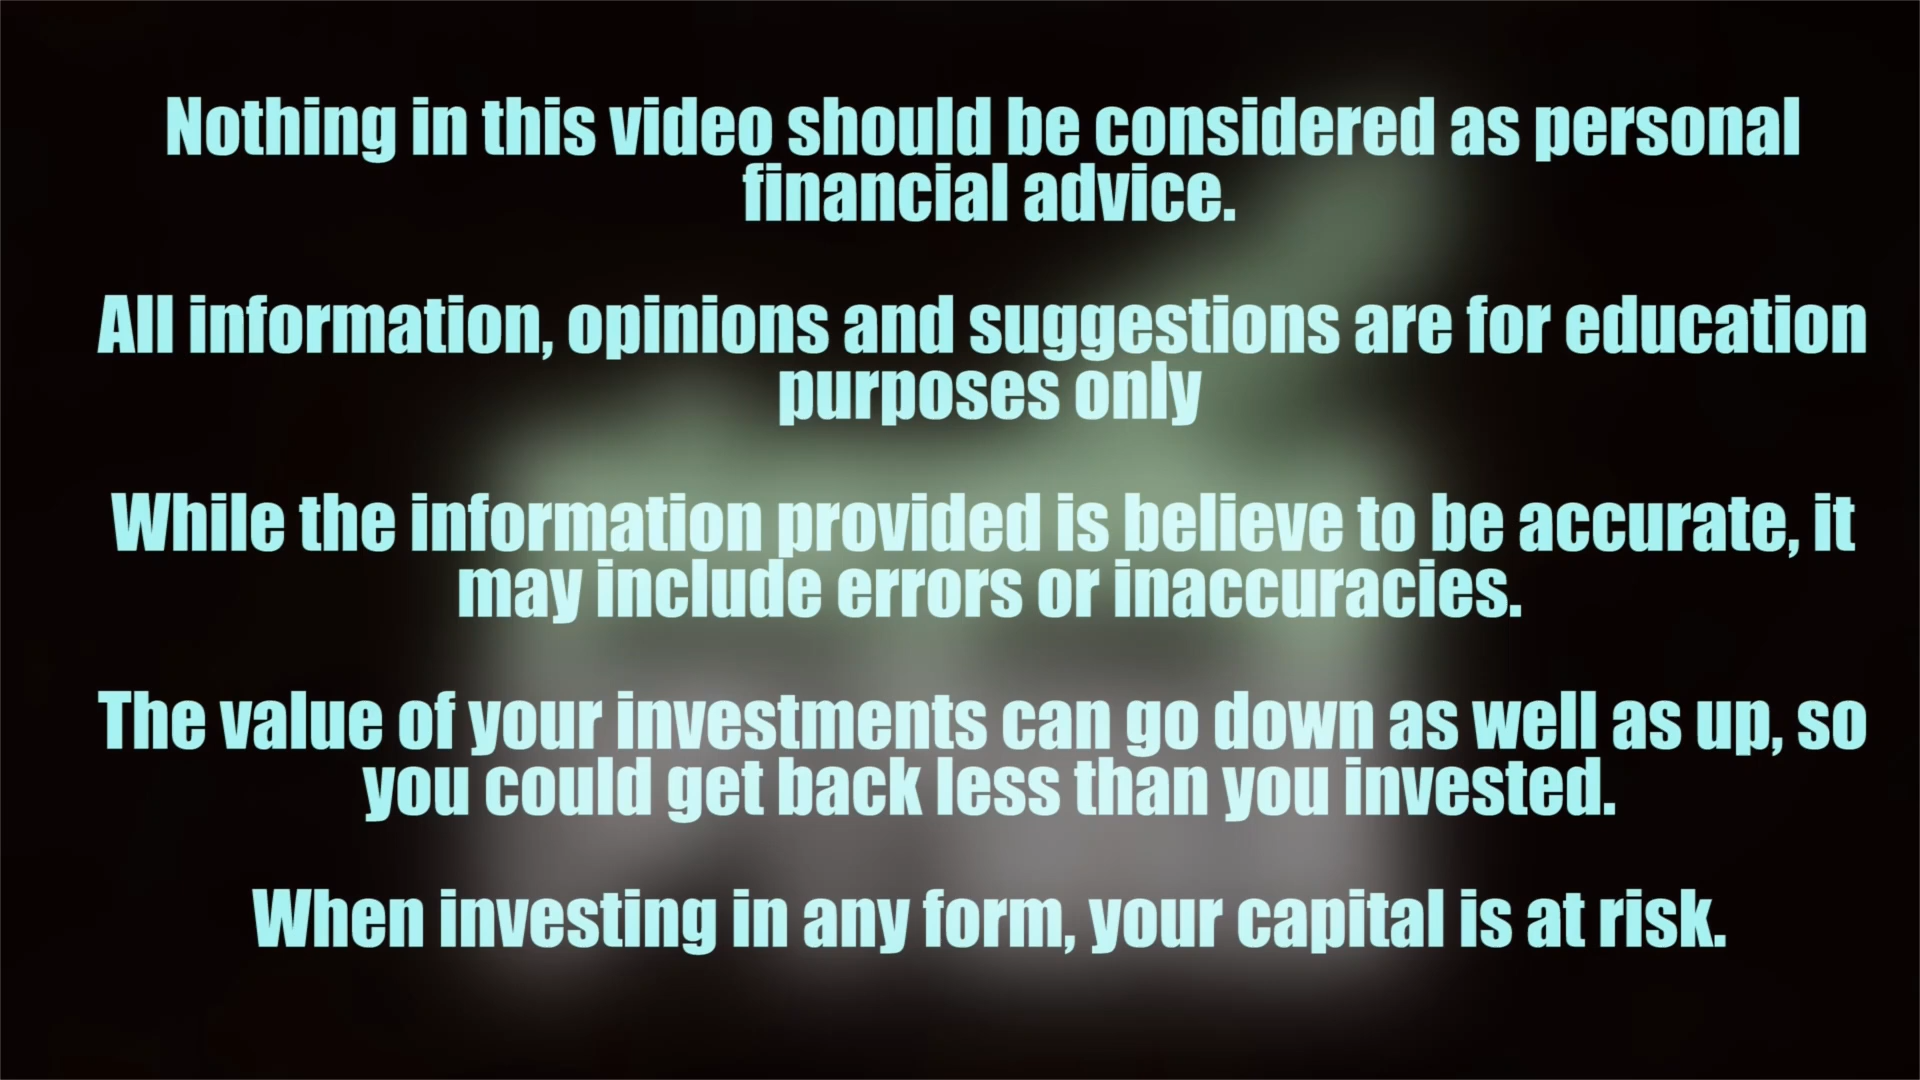 Nothing in this video should be considered as personal
financial advice.
All information, opinions and suggestions are for education
purposes only
While the information provided is believe to be accurate, it
may include errors or inaccuracies.
The value of your investments can go down as well as up, so
you could get back less than you invested.
When investing in any form, your capital is at risk.